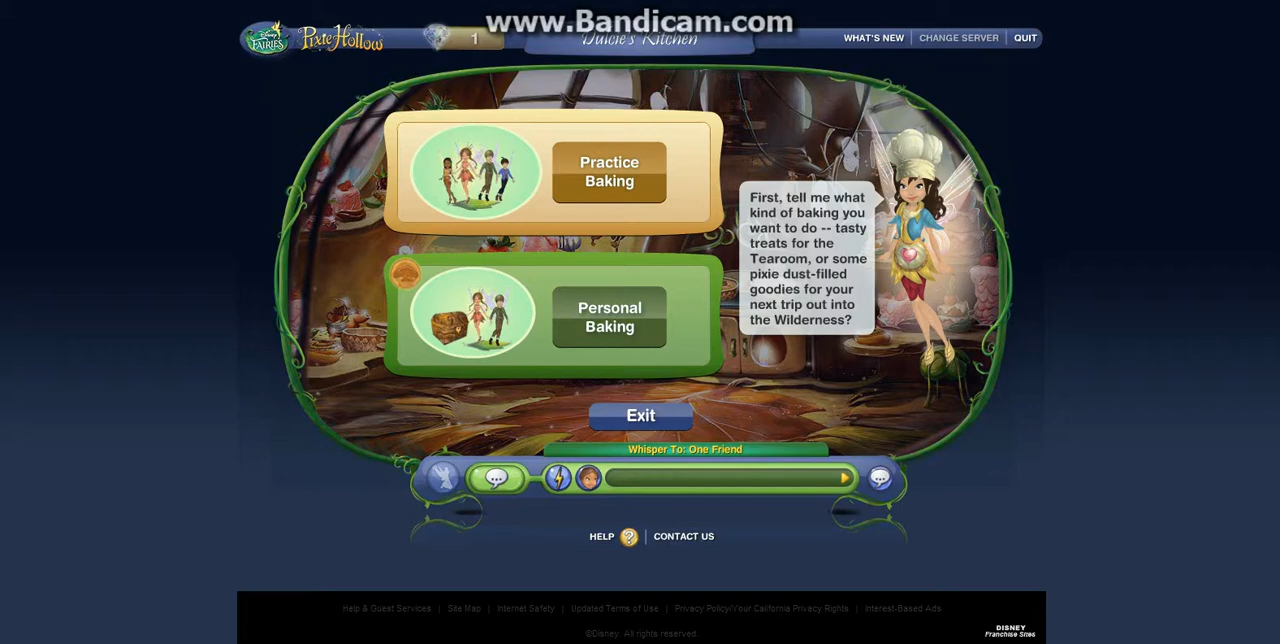 www.Bandicam.com
Disney
FAIRIES
Pixie Hollow
1
Dulcie's Kitchen
WHAT'S NEW
CHANGE SERVER
QUIT
Practice
Baking
First, tell me what
kind of baking you
want to do -- tasty
treats for the
Tearoom, or some
pixie dust-filled
goodies for your
next trip out into
the Wilderness?
Personal
Baking
Exit
Whisper To: One Friend
HELP ?
CONTACT US
Help & Guest Services | Site Map | Internet Safety | Updated Terms of Use | Privacy Policy/Your California Privacy Rights | Interest-Based Ads
©Disney. All rights reserved.
DISNEY
Franchise Sites